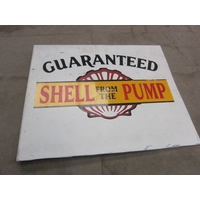 GUARANTEED
SHELL FROM THE PUMP